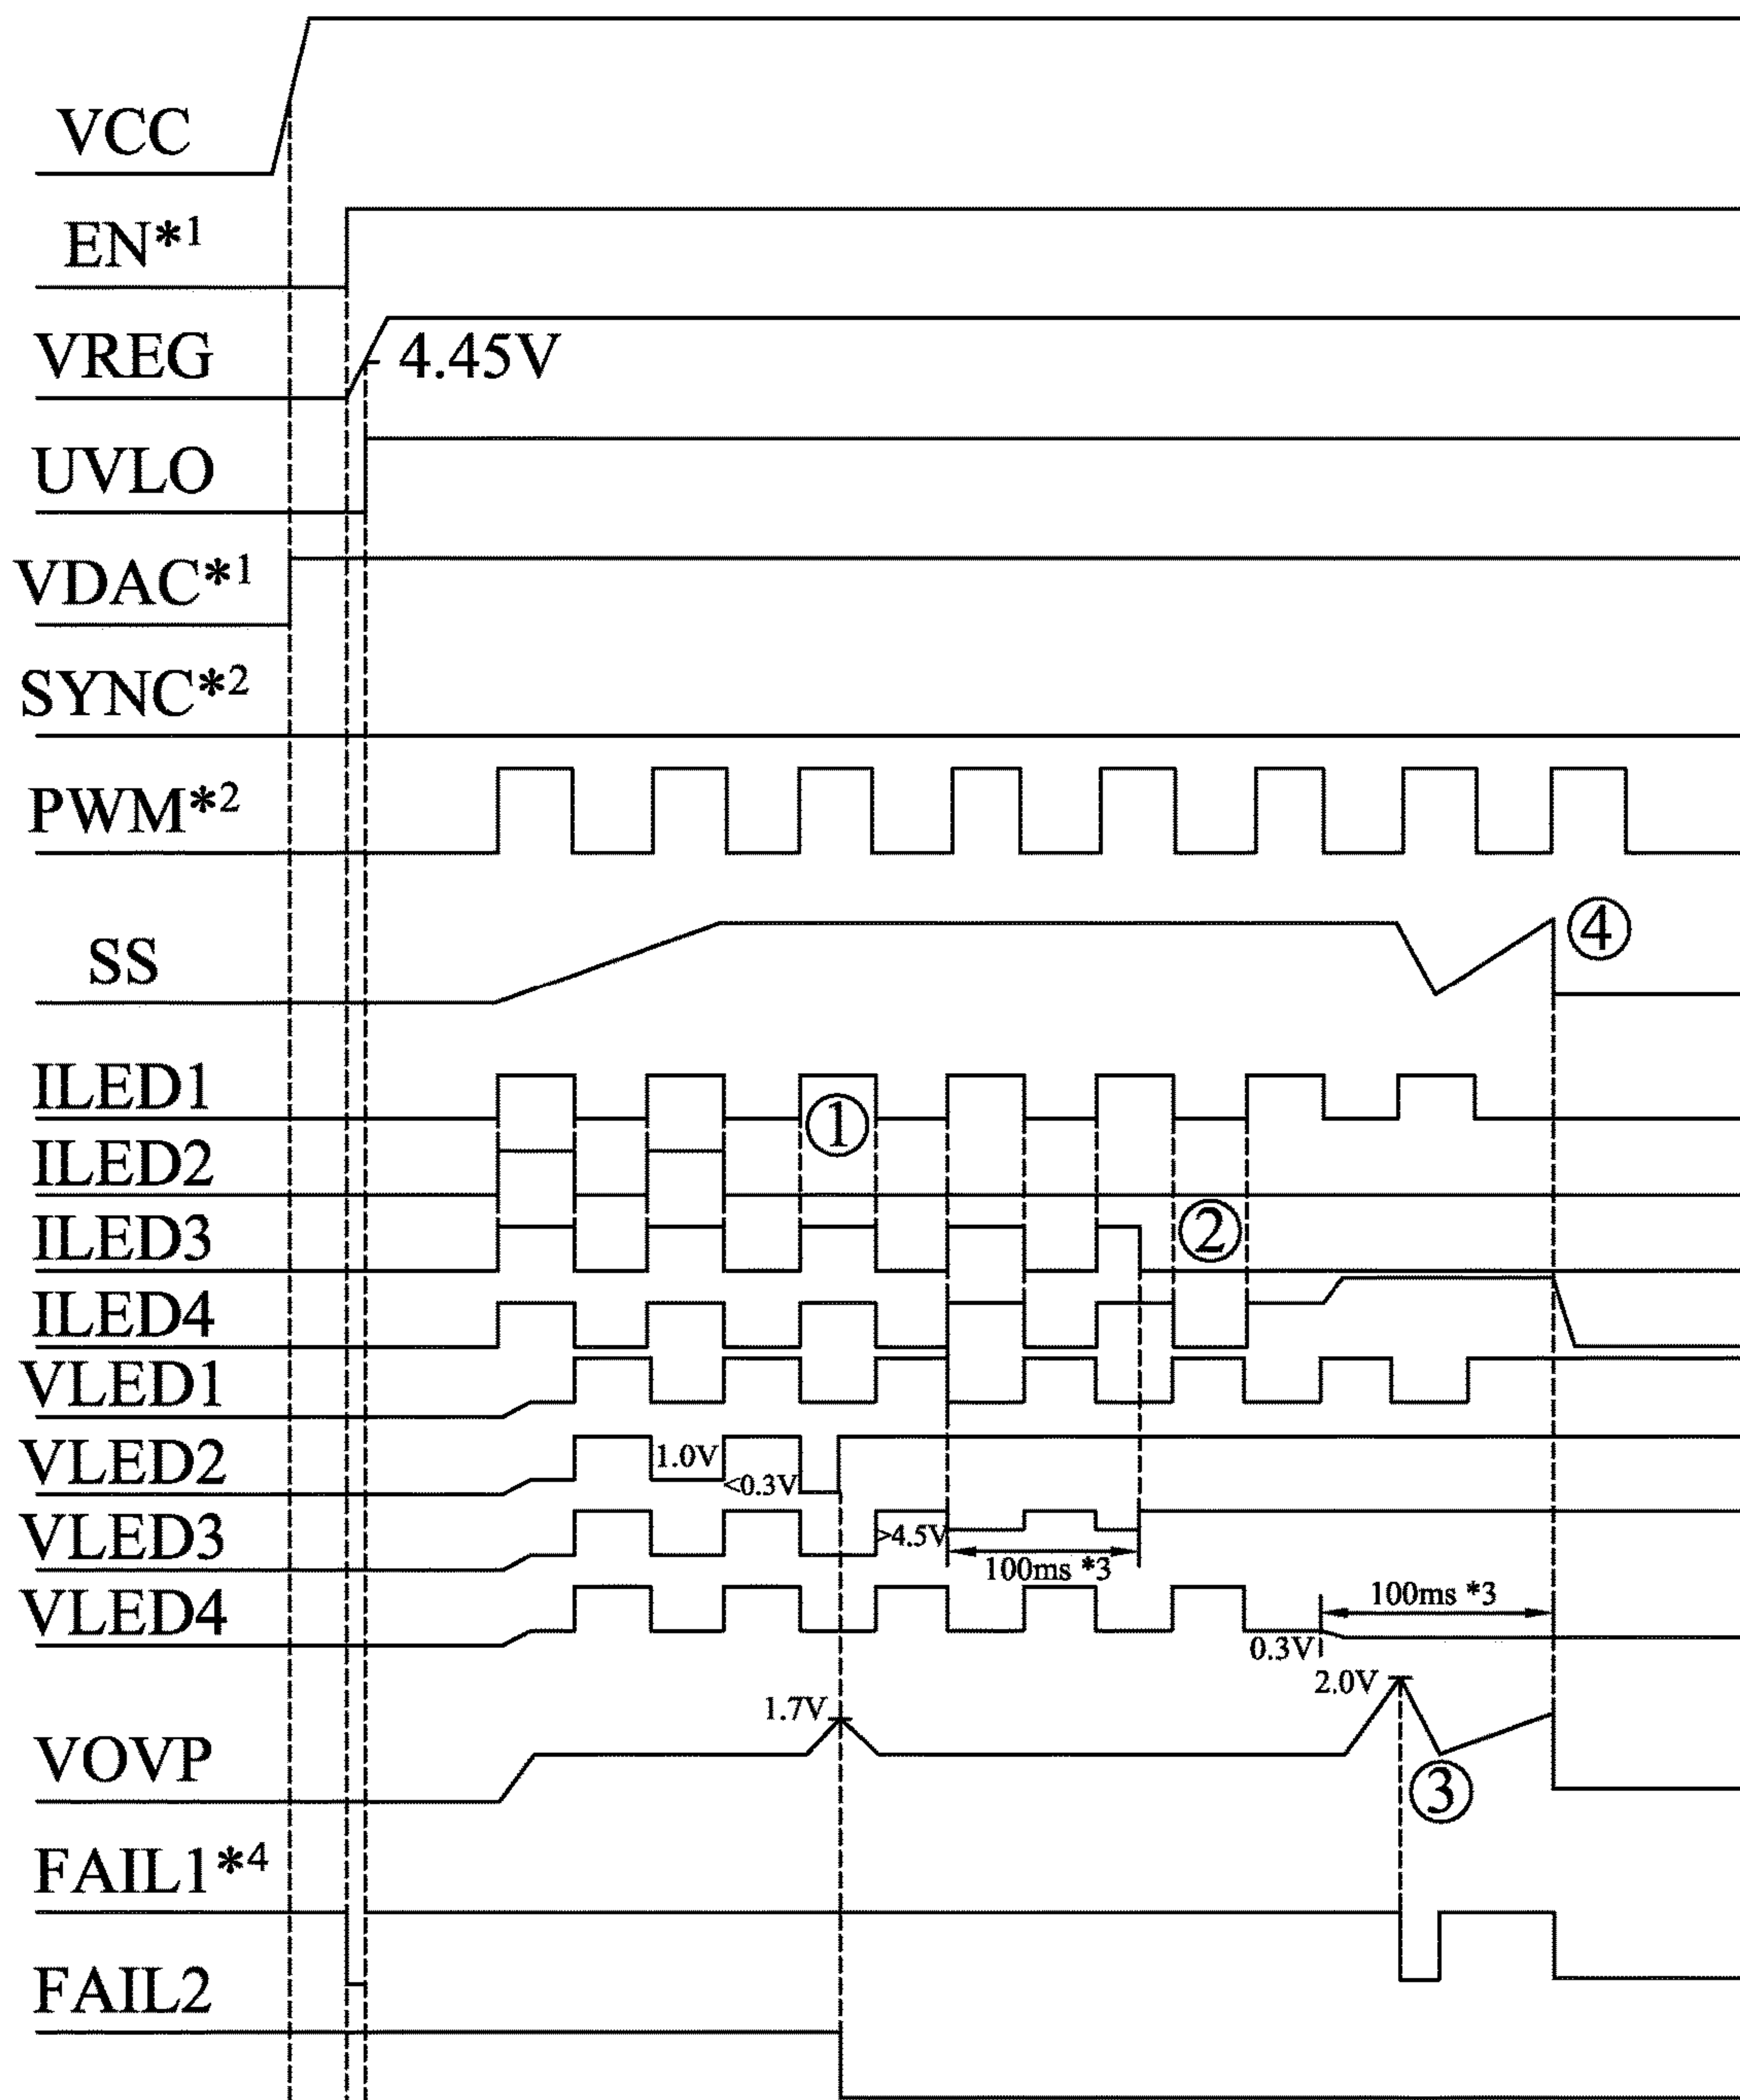 VCC
EN*1
VREG
4.45V
UVLO
VDAC*1
SYNC*2
PWM*2
SS
④
ILED1
①
ILED2
ILED3
②
ILED4
VLED1
VLED2
1.0V
<0.3V
VLED3
>4.5V
100ms *3
VLED4
100ms *3
0.3V
2.0V
1.7V
VOVP
③
FAIL1*4
FAIL2